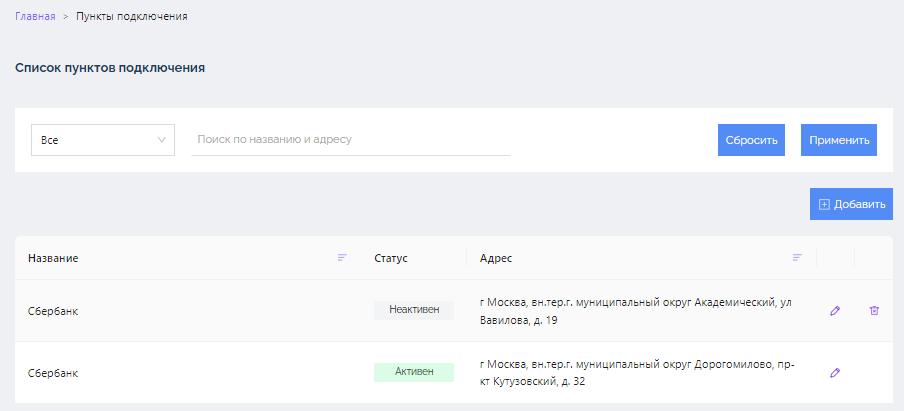 Главная > Пункты подключения
Список пунктов подключения
Все
Поиск по названию и адресу
Сбросить
Применить
Добавить
Название
Статус
Адрес
Сбербанк
Неактивен
г Москва, вн.тер.г. муниципальный округ Академический, ул
Вавилова, д. 19
Сбербанк
Активен
г Москва, вн.тер.г. муниципальный округ Дорогомилово, пр-
кт Кутузовский, д. 32